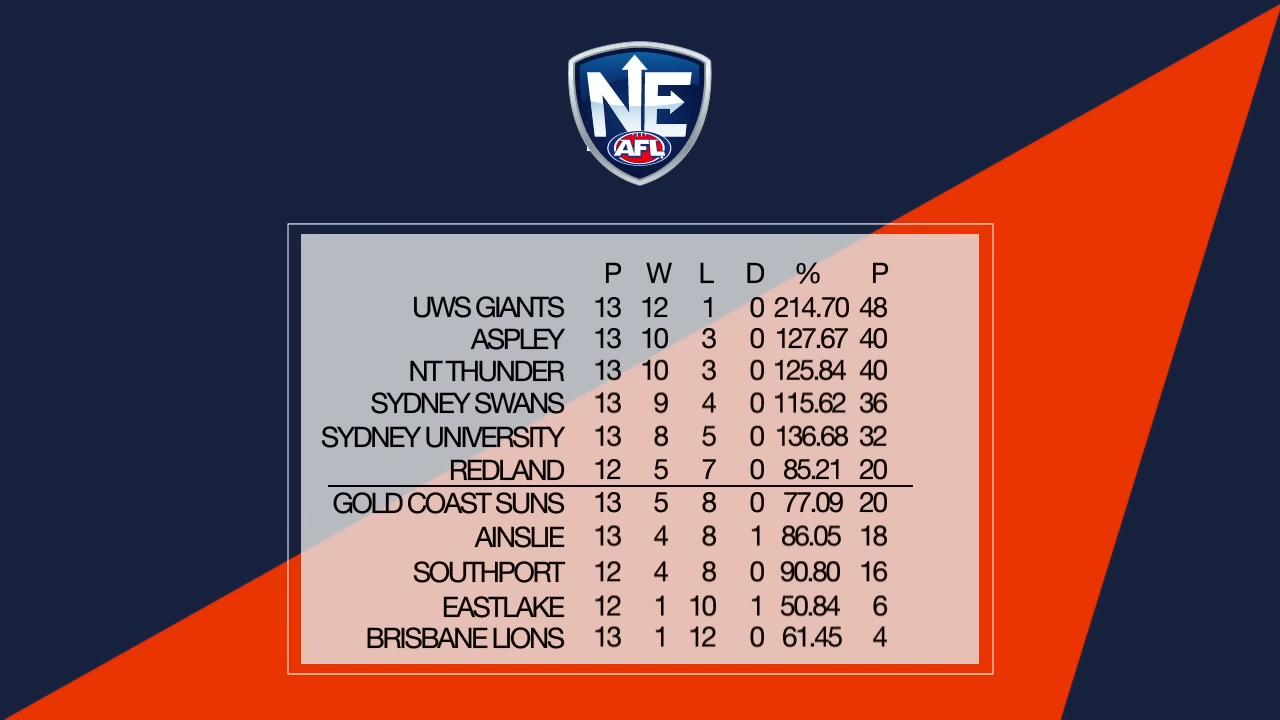 NE
AFL
P W L D % P
UWS GIANTS 13 12 1 0 214.70 48
ASPLEY 13 10 3 0 127.67 40
NT THUNDER 13 10 3 0 125.84 40
SYDNEY SWANS 13 9 4 0 115.62 36
SYDNEY UNIVERSITY 13 8 5 0 136.68 32
REDLAND 12 5 7 0 85.21 20
GOLD COAST SUNS 13 5 8 0 77.09 20
AINSLIE 13 4 8 1 86.05 18
SOUTHPORT 12 4 8 0 90.80 16
EASTLAKE 12 1 10 1 50.84 6
BRISBANE LIONS 13 1 12 0 61.45 4